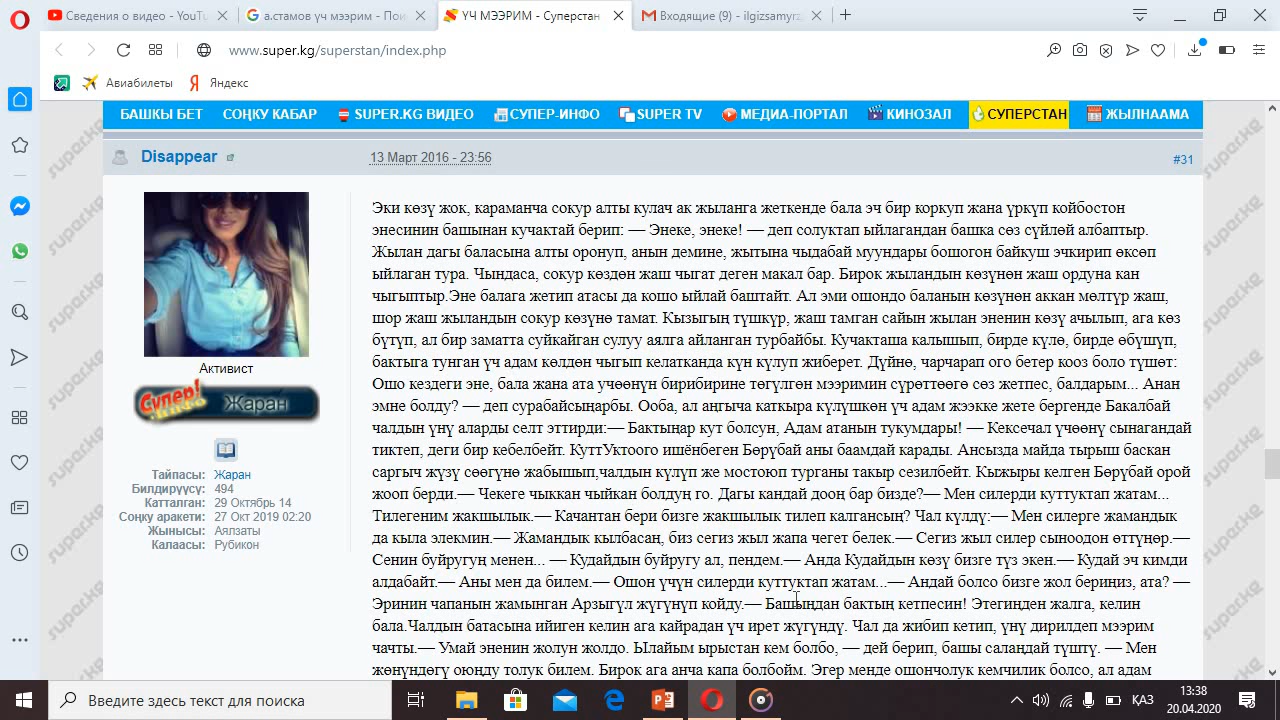 Сведения о видео - YouTu
а.стамов үч мээрим - Пои
ҮЧ МЭЭРИМ - Суперстан
Входящие (9) - ilgizsamyrz
www.super.kg/superstan/index.php
Авиабилеты
Яндекс
БАШКЫ БЕТ СОҢКУ КАБАР SUPER.KG ВИДЕО СУПЕР-ИНФО SUPER TV МЕДИА-ПОРТАЛ КИНОЗАЛ СУПЕРСТАН ЖЫЛНААМА
Disappear 13 Март 2016 - 23:56 #31
Активист
Супер! Жаран
Тайпасы: Жаран
Билдирүүсү: 494
Катталган: 29 Октябрь 14
Соңку аракети: 27 Окт 2019 02:20
Жынысы: Аялзаты
Калаасы: Рубикон
Эки көзү жок, караманча сокур алты кулач ак жыланга жеткенде бала эч бир коркуп жана үркүп койбостон
энесинин башынан кучактай берип: — Энеке, энеке! — деп солуктап ыйлагандан башка сөз сүйлөй албаптыр.
Жылан дагы баласына алты оронуп, анын демине, жытына чыдабай муундары бошогон байкуш эчкирип өксөп
ыйлаган тура. Чындаса, сокур көздөн жаш чыгат деген макал бар. Бирок жыландын көзүнөн жаш ордуна кан
чыгыптыр.Эне балага жетип атасы да кошо ыйлай баштайт. Ал эми ошондо баланын көзүнөн аккан мөлтүр жаш,
шор жаш жыландын сокур көзүнө тамат. Кызыгың түшкүр, жаш тамган сайын жылан эненин көзү ачылып, ага көз
бүтүп, ал бир заматта суйкайган сулуу аялга айланган турбайбы. Кучакташа калышып, бирде күлө, бирде өбүшүп,
бактыга тунган үч адам көлдөн чыгып келатканда күн күлуп жиберет. Дүйнө, чарчарап ого бетер кооз боло түшөт:
Ошо кездеги эне, бала жана ата учөөнүн бирибирине төгүлгөн мээримин сүрөттөөгө сөз жетпес, балдарым... Анан
эмне болду? — деп сурабайсыңарбы. Ооба, ал аңгыча каткыра күлүшкөн үч адам жээкке жете бергенде Бакалбай
чалдын үнү аларды селт эттирди:— Бактыңар кут болсун, Адам атанын тукумдары! — Кексечал үчөөнү сынагандай
тиктеп, деги бир кебелбейт. КуттУктоого ишёнбеген Бөрүбай аны баамдай карады. Ансызда майда тырыш баскан
саргыч жүзү сөөгүнө жабышып,чалдын күлүп же мостоюп турганы такыр сезилбейт. Кыжыры келген Бөрүбай орой
жооп берди.— Чекеге чыккан чыйкан болдуң го. Дагы кандай дооң бар бизде?— Мен силерди куттуктап жатам...
Тилегеним жакшылык.— Качантан бери бизге жакшылык тилеп калгансиң? Чал күлдү:— Мен силерге жамандык
да кыла элекмин.— Жамандык кылбасаң, биз сегиз жыл жапа чегет белек.— Сегиз жыл силер сыноодон өттүңөр.—
Сенин буйругуң менен... — Кудайдын буйругу ал, пендем.— Анда Кудайдын көзү бизге түз экен.— Кудай эч кимди
алдабайт.— Аны мен да билем.— Ошон үчүн силерди куттуктап жатам...— Андай болсо бизге жол бериңиз, ата? —
Эринин чапанын жамынган Арзыгүл жүгүнүп койду.— Башыңдан бактың кетпесин! Этегиңден жалга, келин
бала.Чалдын батасына ийиген келин ага кайрадан үч ирет жүгүндү. Чал да жибип кетип, үнү дирилдеп мээрим
чачты.— Умай эненин жолун жолдо. Ылайым ырыстан кем болбо, — дей берип, башы салаңдай түштү. — Мен
жөнүндөгү оюңду толук билем. Бирок ага анча капа болбойм. Эгер менде ошончолук кемчилик болсо, ал адам
Введите здесь текст для поиска
ҚАЗ
13:38
20.04.2020